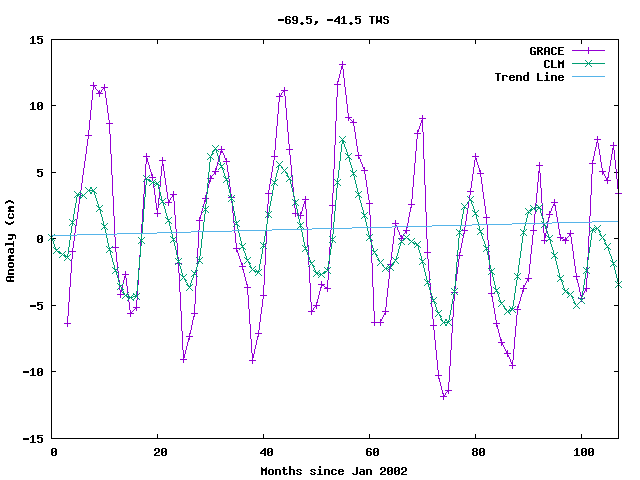 -69.5, -41.5 TWS
GRACE
CLM
Trend Line
15
10
5
0
-5
-10
-15
Anomaly (cm)
0 20 40 60 80 100
Months since Jan 2002